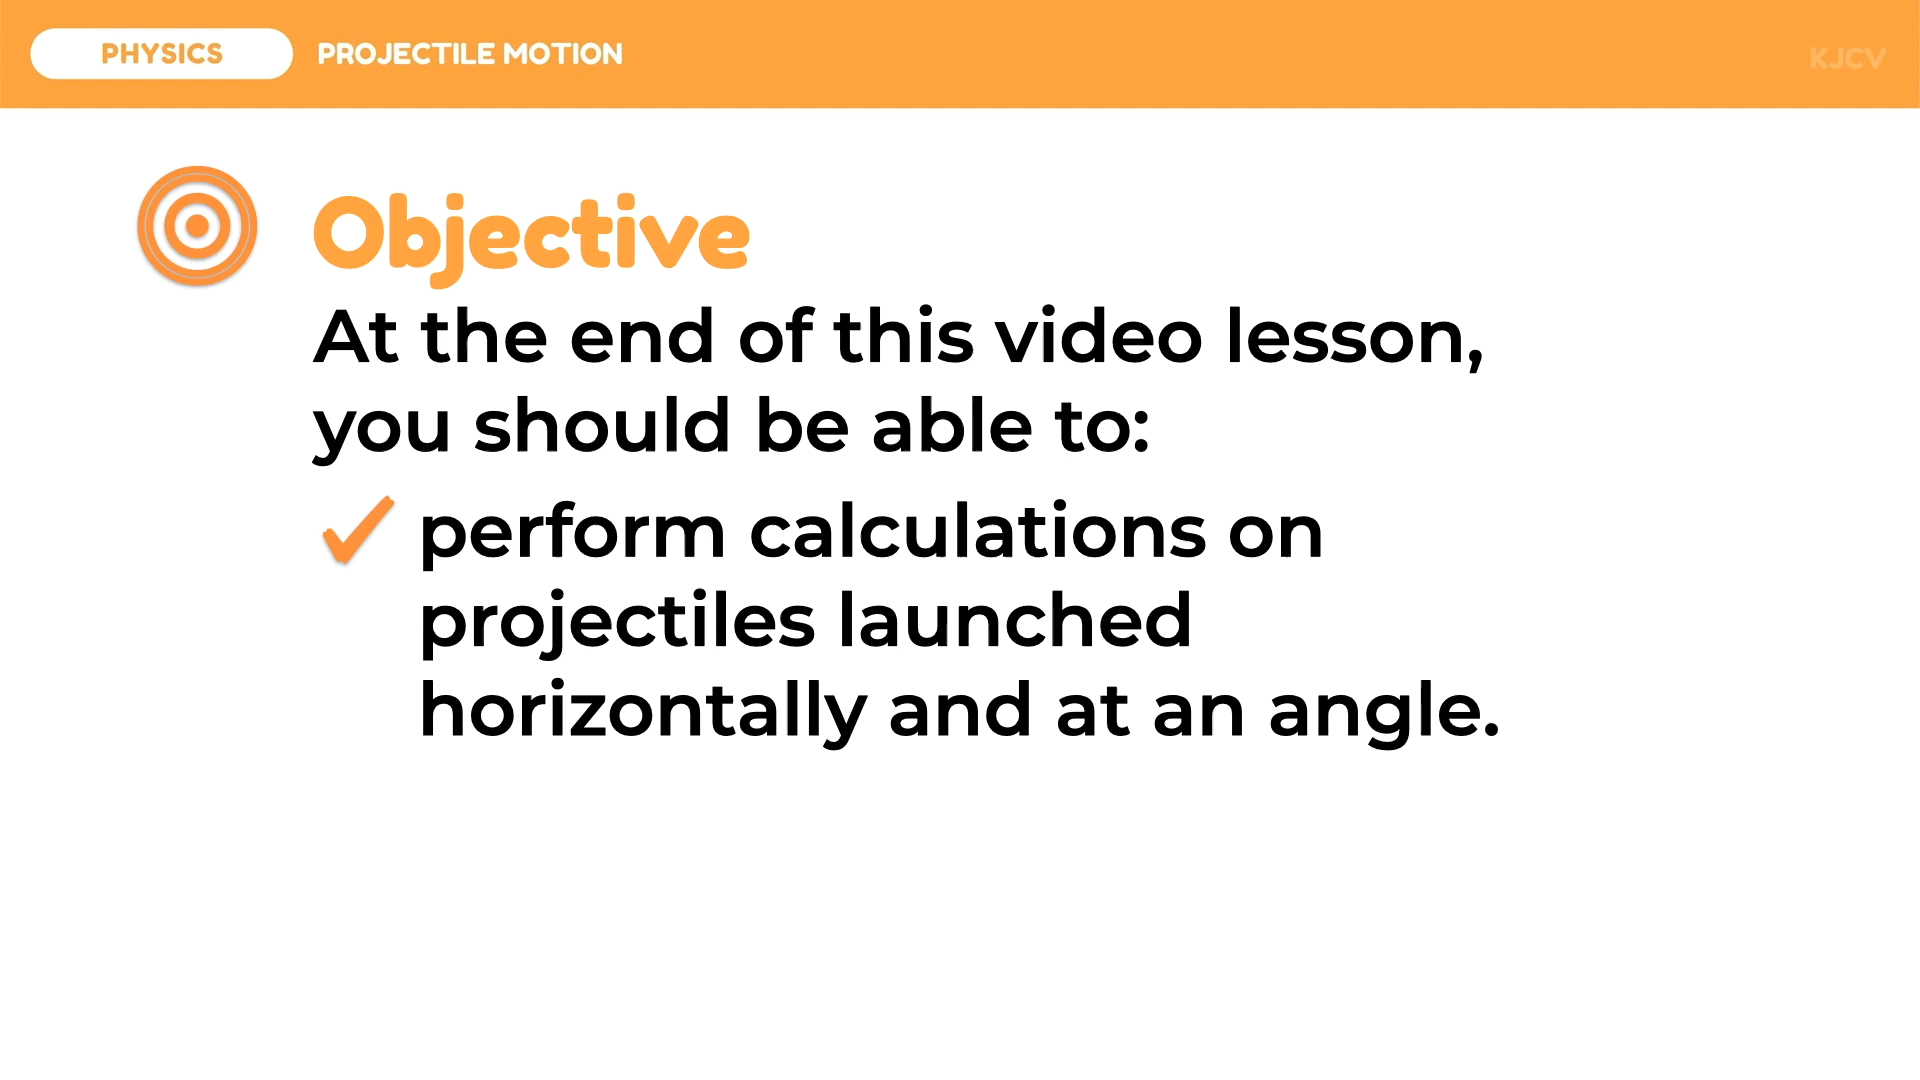 PHYSICS
PROJECTILE MOTION
KJCV
Objective
At the end of this video lesson,
you should be able to:
perform calculations on
projectiles launched
horizontally and at an angle.